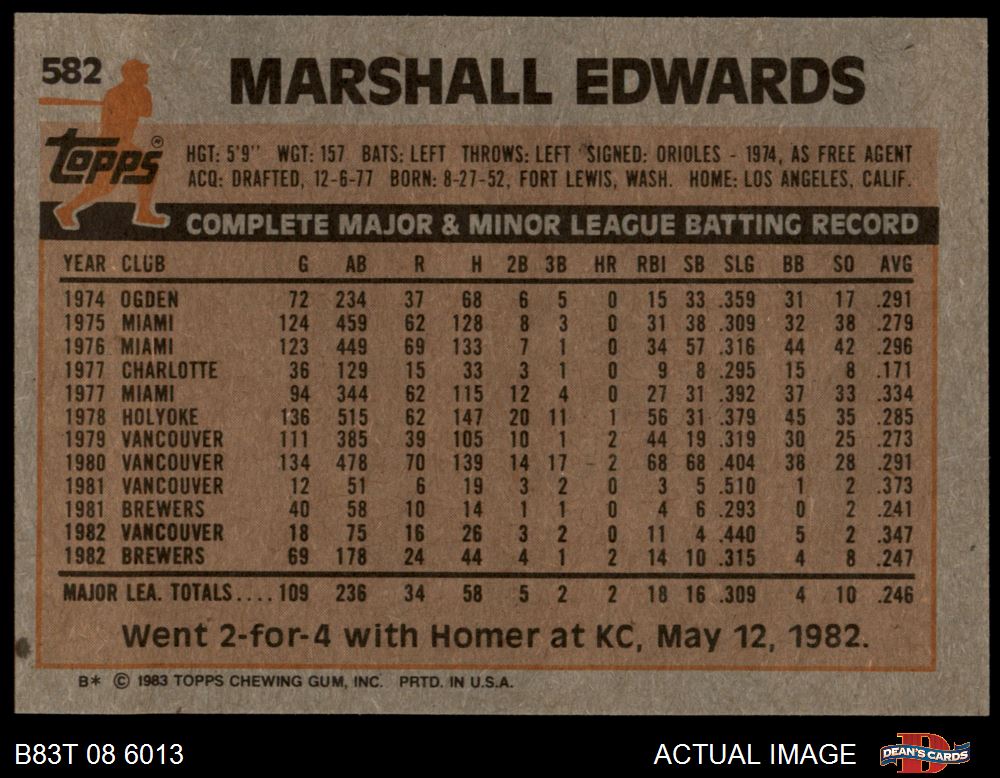 582
MARSHALL EDWARDS
Topps®
HGT: 5'9" WGT: 157 BATS: LEFT THROWS: LEFT SIGNED: ORIOLES - 1974, AS FREE AGENT
ACQ: DRAFTED, 12-6-77 BORN: 8-27-52, FORT LEWIS, WASH. HOME: LOS ANGELES, CALIF.
COMPLETE MAJOR & MINOR LEAGUE BATTING RECORD
YEAR CLUB G AB R H 2B 3B HR RBI SB SLG BB SO AVG
1974 OGDEN 72 234 37 68 6 5 0 15 33 .359 31 17 .291
1975 MIAMI 124 459 62 128 8 3 0 31 38 .309 32 38 .279
1976 MIAMI 123 449 69 133 7 1 0 34 57 .316 44 42 .296
1977 CHARLOTTE 36 129 15 33 3 1 0 9 8 .295 15 8 .171
1977 MIAMI 94 344 62 115 12 4 0 27 31 .392 37 33 .334
1978 HOLYOKE 136 515 62 147 20 11 1 56 31 .379 45 35 .285
1979 VANCOUVER 111 385 39 105 10 1 2 44 19 .319 30 25 .273
1980 VANCOUVER 134 478 70 139 14 17 2 68 68 .404 38 28 .291
1981 VANCOUVER 12 51 6 19 3 2 0 3 5 .510 1 2 .373
1981 BREWERS 40 58 10 14 1 1 0 4 6 .293 0 2 .241
1982 VANCOUVER 18 75 16 26 3 2 0 11 4 .440 5 2 .347
1982 BREWERS 69 178 24 44 4 1 2 14 10 .315 4 8 .247
MAJOR LEA. TOTALS.... 109 236 34 58 5 2 2 18 16 .309 4 10 .246
Went 2-for-4 with Homer at KC, May 12, 1982.
B* © 1983 TOPPS CHEWING GUM, INC. PRTD. IN U.S.A.
B83T 08 6013 ACTUAL IMAGE DEAN'S CARDS